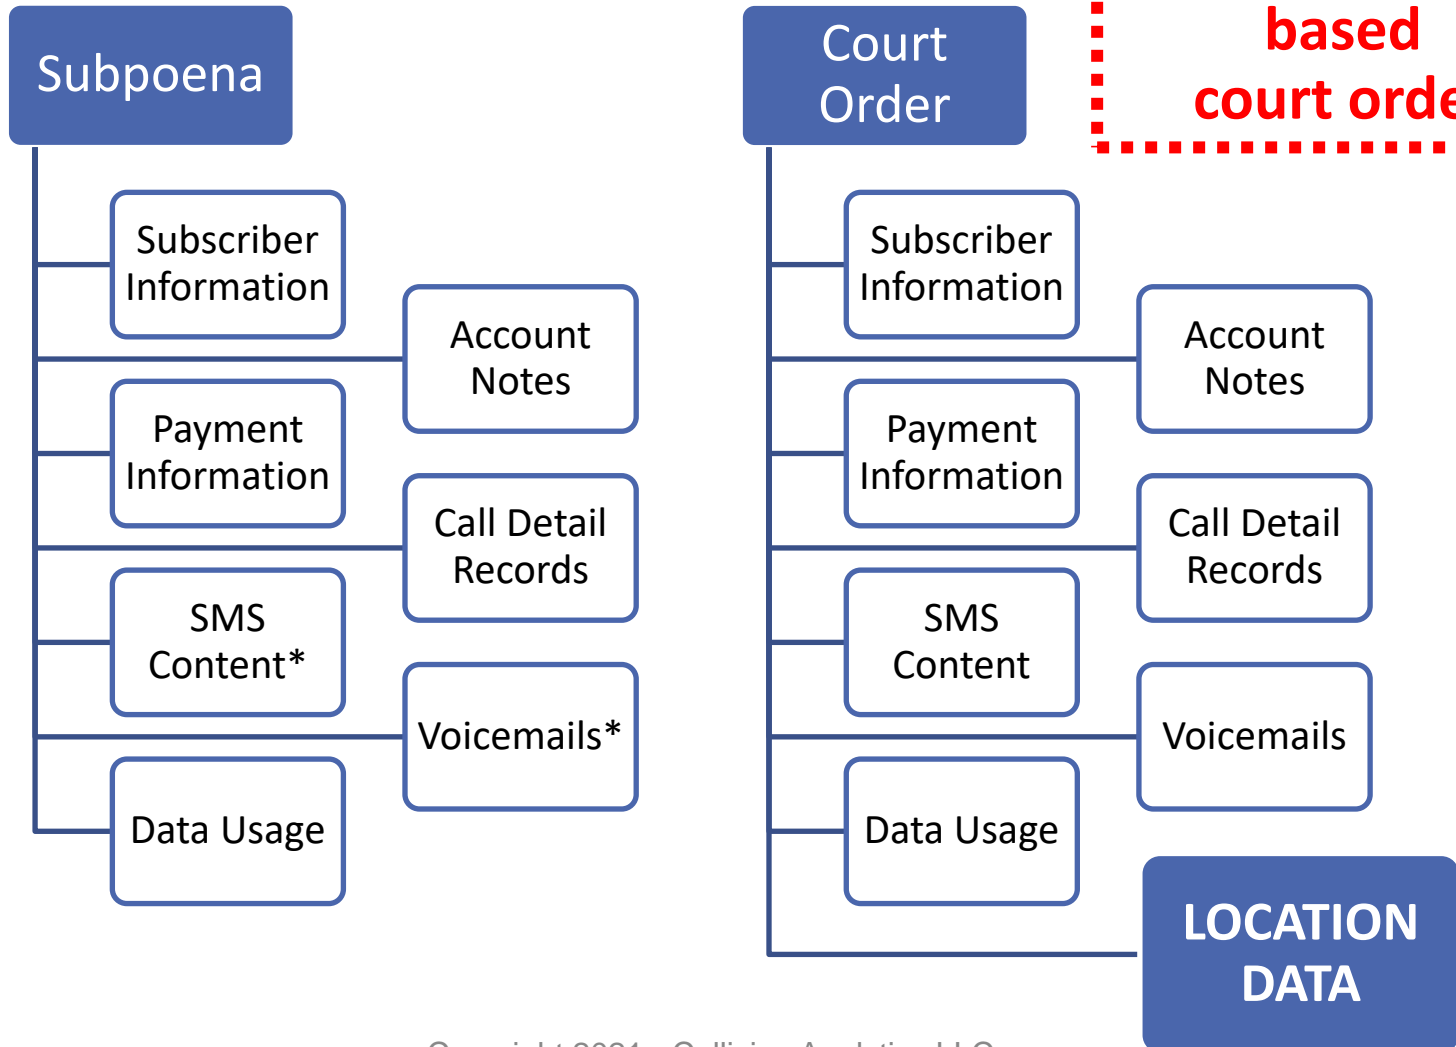 Subpoena
Subscriber
Information
Account
Notes
Payment
Information
Call Detail
Records
SMS
Content*
Voicemails*
Data Usage
Court
Order
based
court orde
Subscriber
Information
Account
Notes
Payment
Information
Call Detail
Records
SMS
Content
Voicemails
Data Usage
LOCATION
DATA